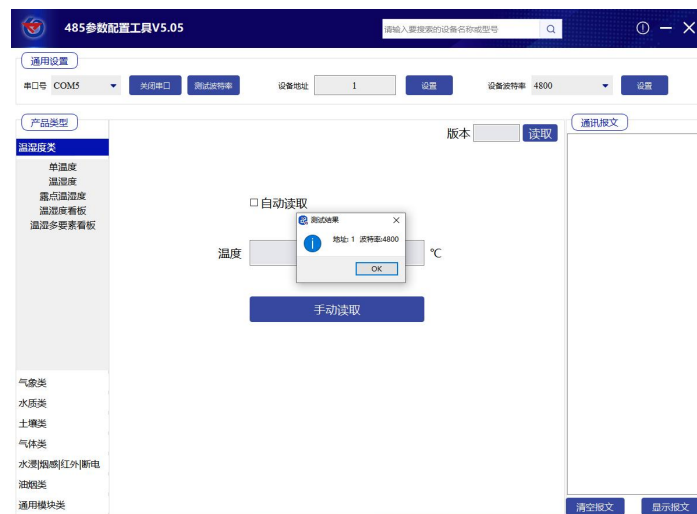 485参数配置工具V5.05
请输入要搜索的设备名称或型号
通用设置
串口号 COM5 关闭串口 测试波特率 设备地址 1 设置 设备波特率 4800 设置
产品类型
通讯报文
版本 读取
温湿度类
单温度
温湿度
露点温湿度
温湿度看板
温湿多要素看板
自动读取
测试结果
地址: 1 波特率:4800
OK
温度 ℃
手动读取
气象类
水质类
土壤类
气体类
水浸|烟感|红外|断电
油烟类
通用模块类
清空报文 显示报文